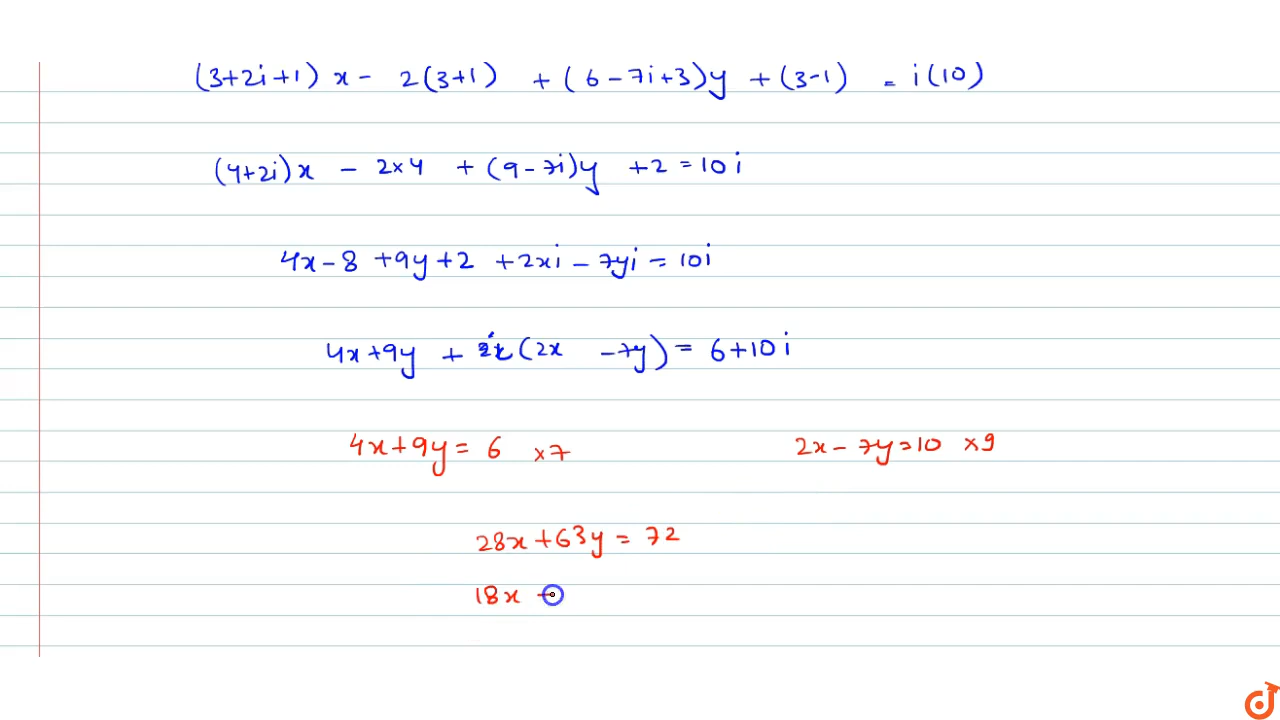 (3+2i+1) x - 2(3+1) + (6-7i+3)y + (3-1) = i(10)
(4+2i)x - 2×4 + (9-7i)y +2 = 10i
4x-8 +9y+2 +2xi - 7yi = 10i
4x+9y + i(2x -7y) = 6+10i
4x+9y = 6 ×7 2x-7y=10 ×9
28x+63y = 72
18x -